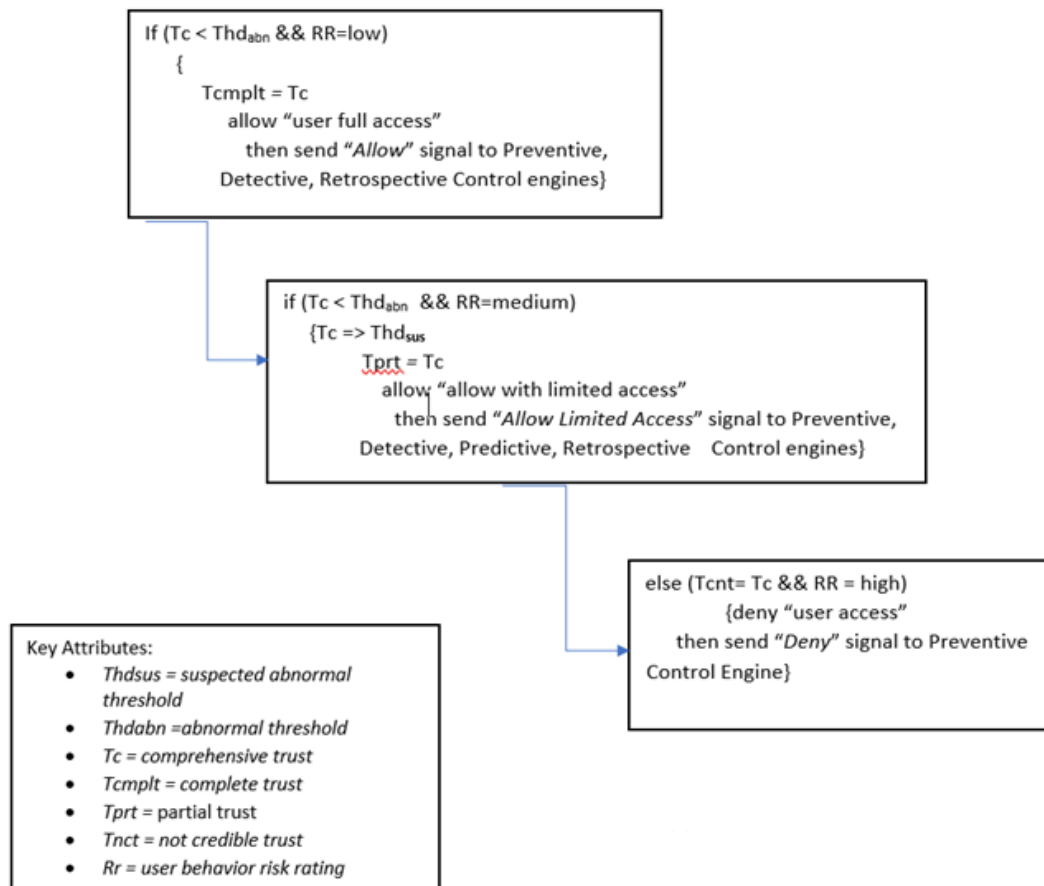 If (Tc < Thdabn && RR=low)
{
Tcmplt = Tc
allow “user full access”
then send “Allow” signal to Preventive,
Detective, Retrospective Control engines}
if (Tc < Thdabn && RR=medium)
{Tc => Thdsus
Tprt = Tc
allow “allow with limited access”
then send “Allow Limited Access” signal to Preventive,
Detective, Predictive, Retrospective Control engines}
else (Tcnt= Tc && RR = high)
{deny “user access”
then send “Deny” signal to Preventive
Control Engine}
Key Attributes:
• Thdsus = suspected abnormal
threshold
• Thdabn =abnormal threshold
• Tc = comprehensive trust
• Tcmplt = complete trust
• Tprt = partial trust
• Tnct = not credible trust
• Rr = user behavior risk rating